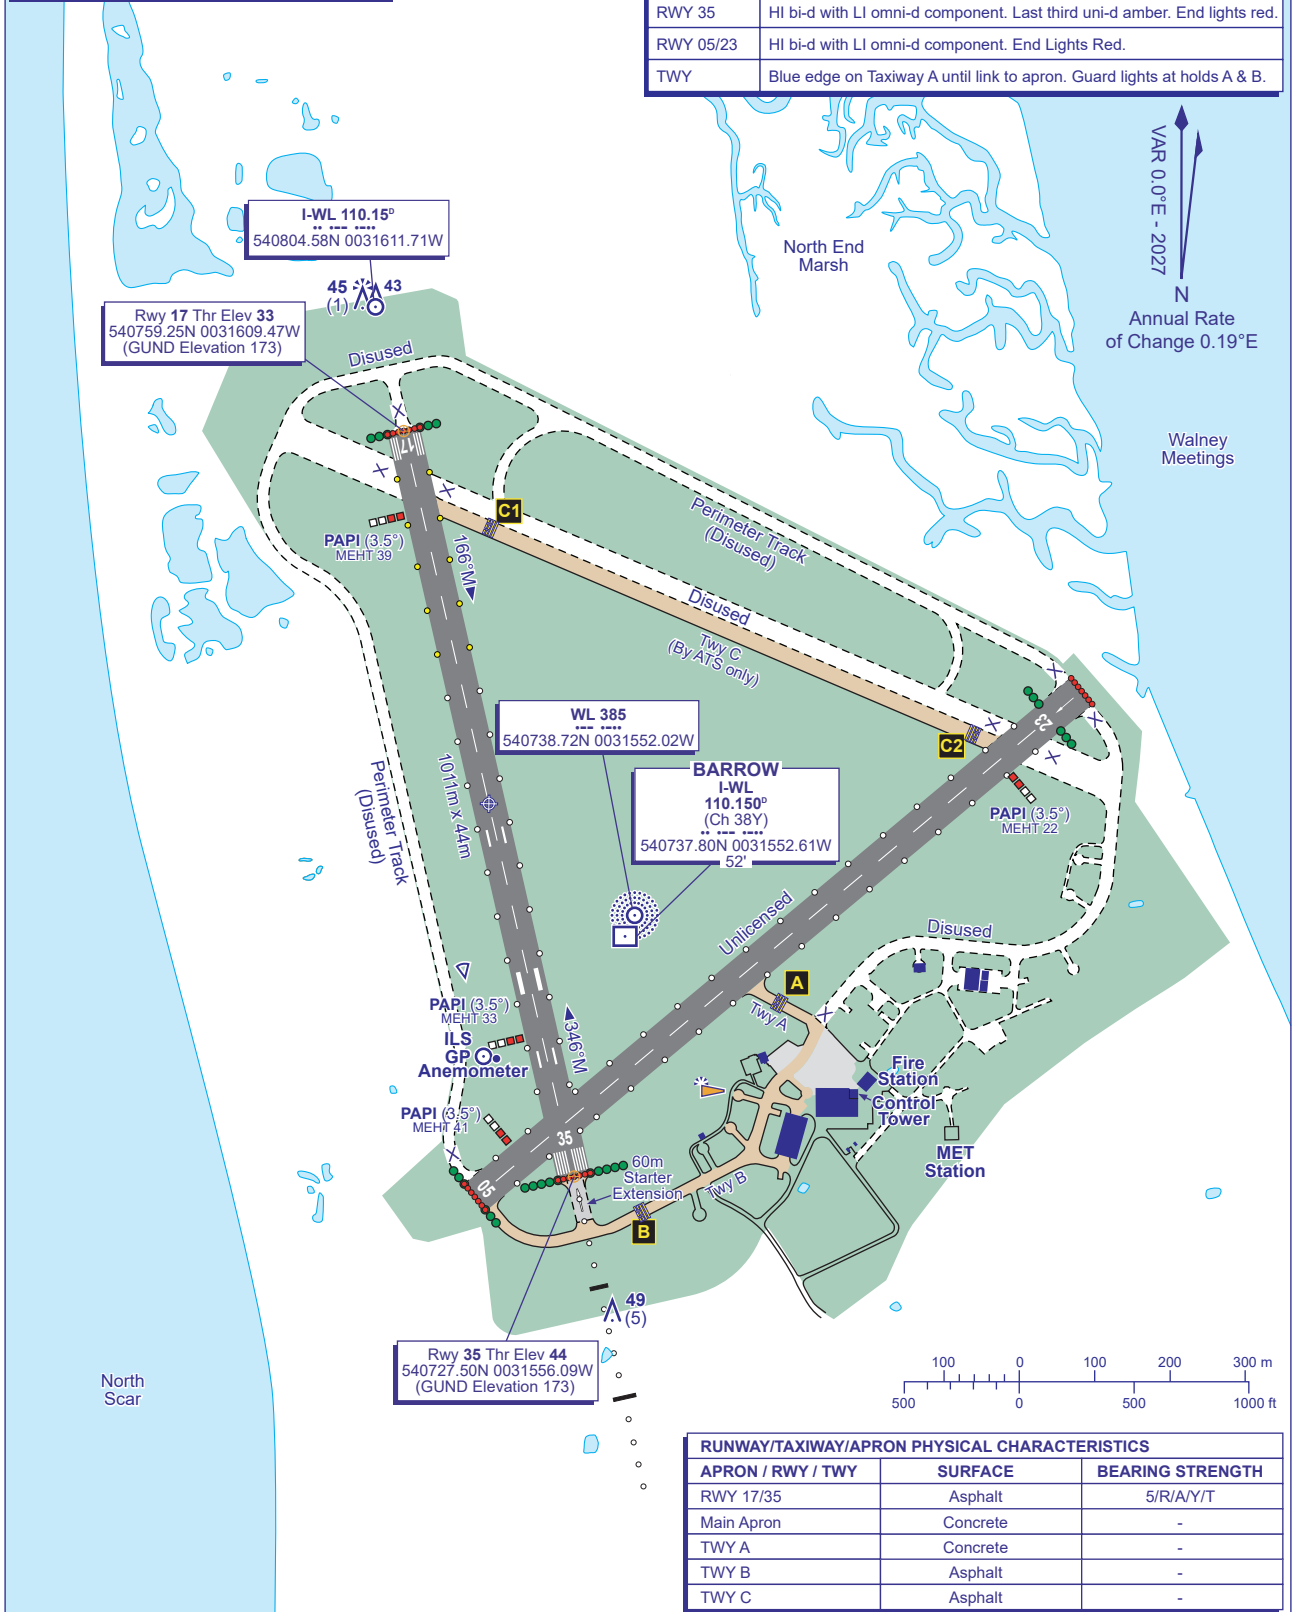 RWY 35 HI bi-d with LI omni-d component. Last third uni-d amber. End lights red.
RWY 05/23 HI bi-d with LI omni-d component. End Lights Red.
TWY Blue edge on Taxiway A until link to apron. Guard lights at holds A & B.
VAR 0.0°E - 2027
N
Annual Rate
of Change 0.19°E
I-WL 110.15ᴰ
540804.58N 0031611.71W
North End
Marsh
45
(1)
43
Rwy 17 Thr Elev 33
540759.25N 0031609.47W
(GUND Elevation 173)
Disused
Walney
Meetings
17
C1
PAPI (3.5°)
MEHT 39
166°M
Perimeter Track
(Disused)
Disused
Twy C
(By ATS only)
23
C2
WL 385
540738.72N 0031552.02W
BARROW
I-WL
110.150ᴰ
(Ch 38Y)
540737.80N 0031552.61W
52'
1011m x 44m
Perimeter Track
(Disused)
PAPI (3.5°)
MEHT 22
Unlicensed
Disused
A
Twy A
PAPI (3.5°)
MEHT 33
ILS
GP
Anemometer
346°M
Fire
Station
Control
Tower
PAPI (3.5°)
MEHT 41
MET
Station
35
60m
Starter
Extension
05
Twy B
B
49
(5)
Rwy 35 Thr Elev 44
540727.50N 0031556.09W
(GUND Elevation 173)
North
Scar
100 0 100 200 300 m
500 0 500 1000 ft
RUNWAY/TAXIWAY/APRON PHYSICAL CHARACTERISTICS
APRON / RWY / TWY SURFACE BEARING STRENGTH
RWY 17/35 Asphalt 5/R/A/Y/T
Main Apron Concrete -
TWY A Concrete -
TWY B Asphalt -
TWY C Asphalt -